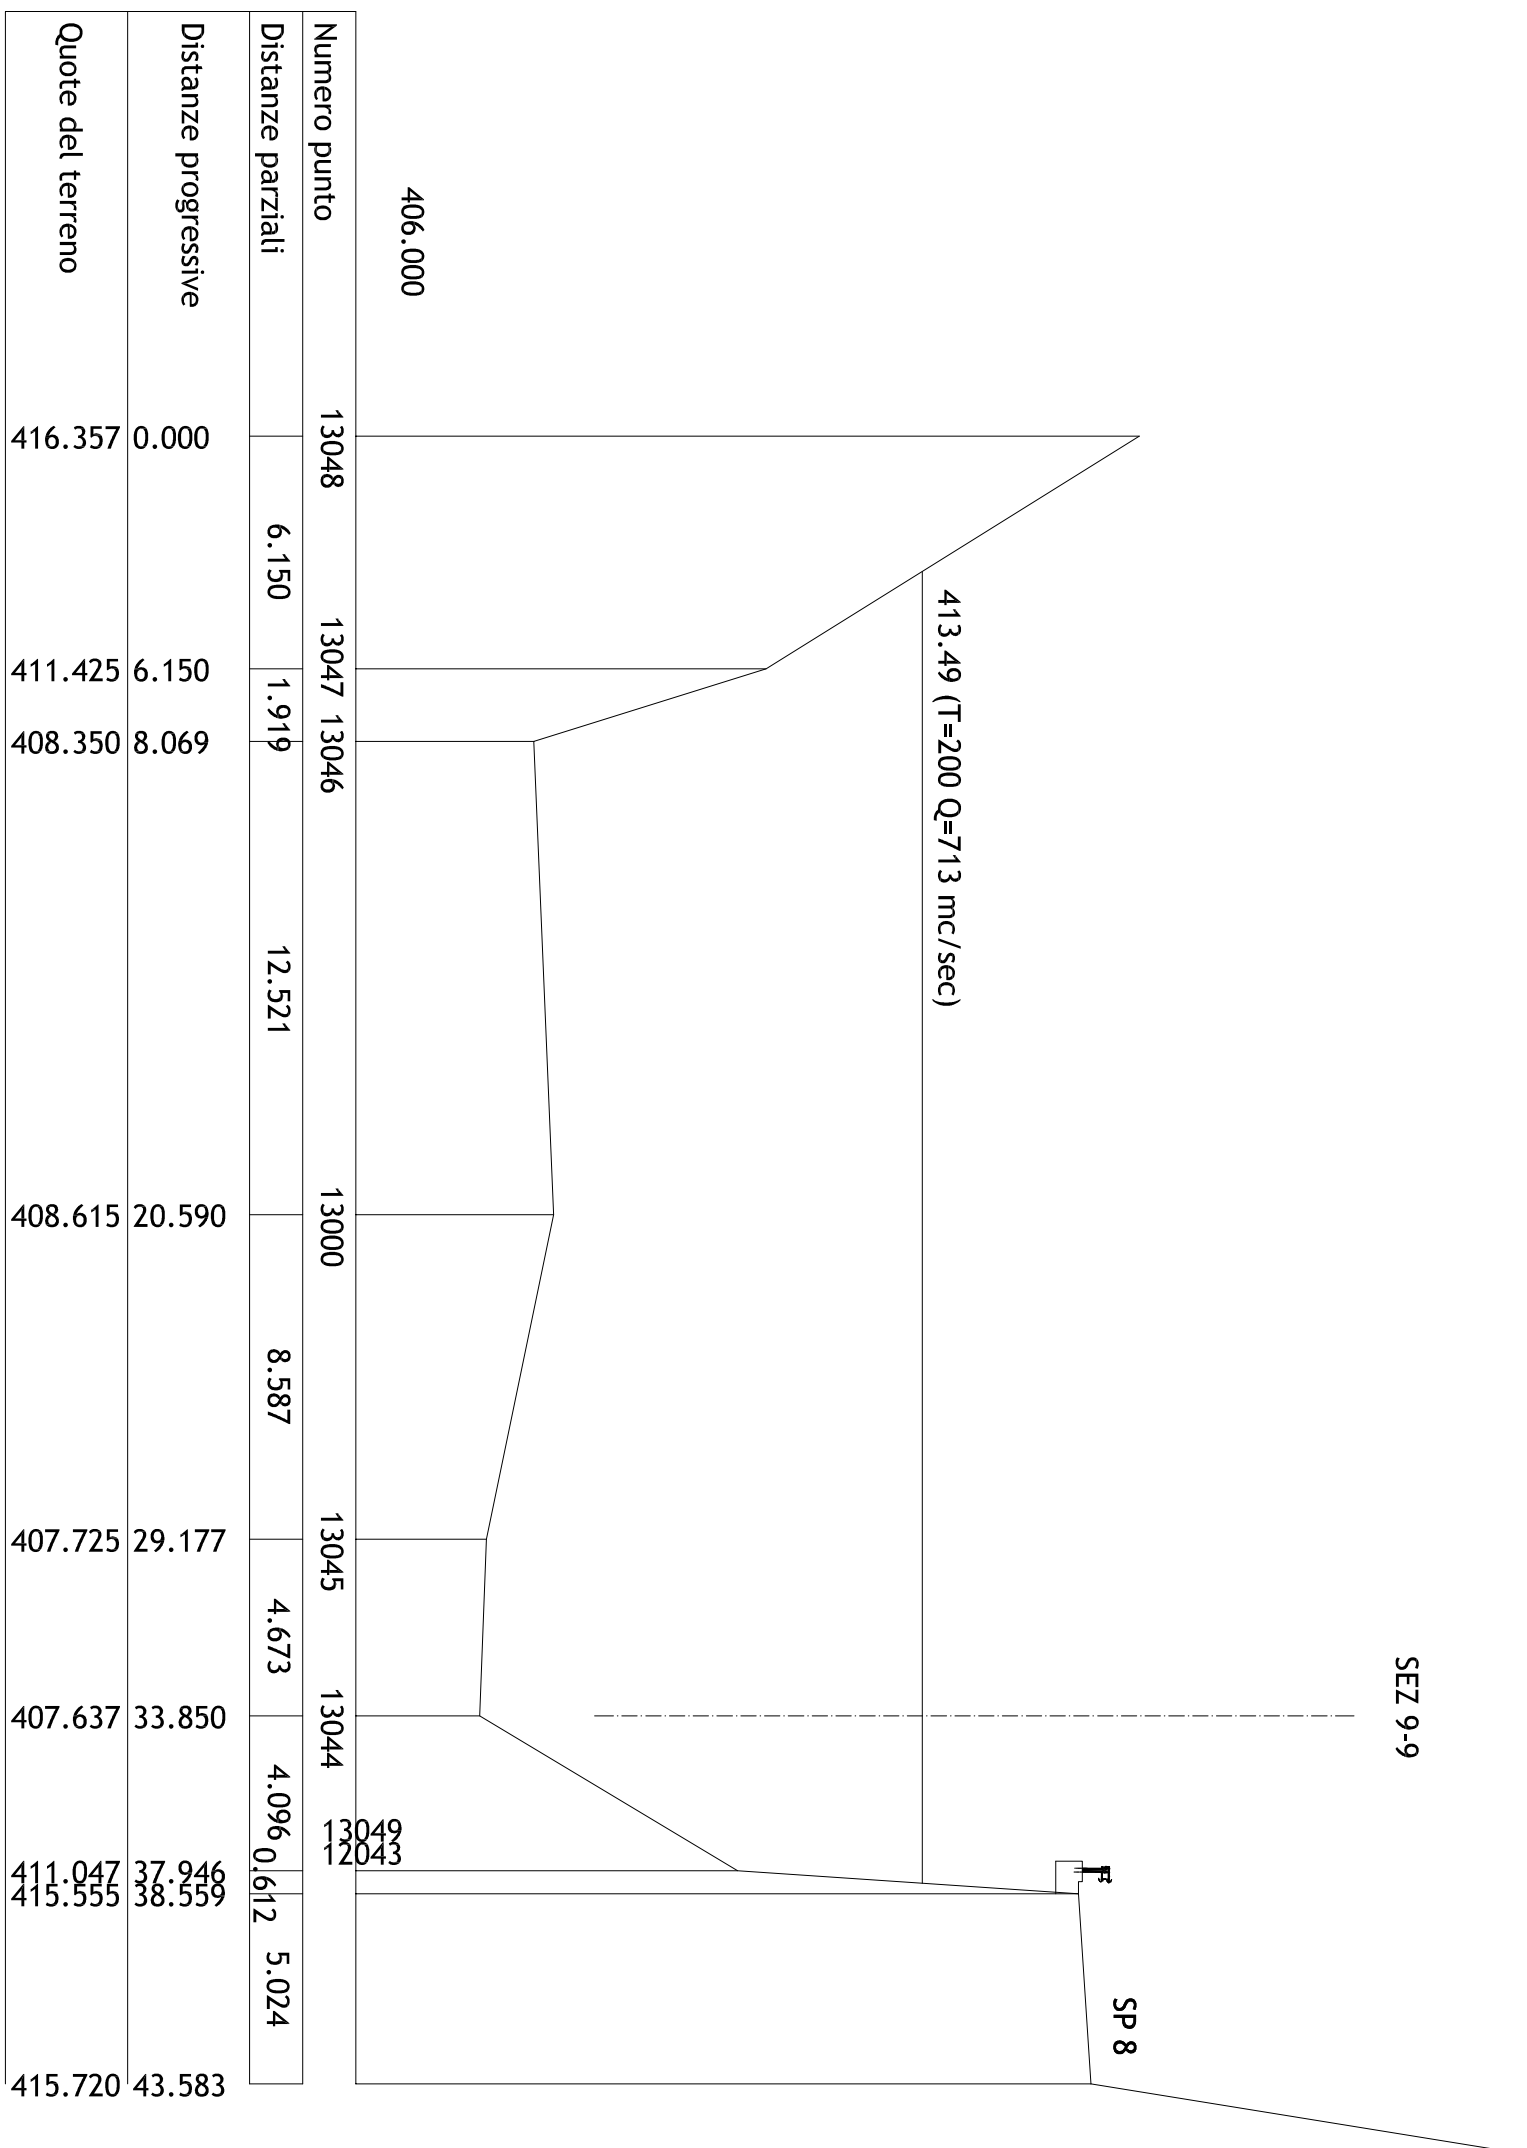 SEZ 9-9
SP 8
413.49 (T=200 Q=713 mc/sec)
406.000
Numero punto 13048 13047 13046 13000 13045 13044 13049 12043
Distanze parziali 6.150 1.919 12.521 8.587 4.673 4.096 0.612 5.024
Distanze progressive 0.000 6.150 8.069 20.590 29.177 33.850 37.946 38.559 43.583
Quote del terreno 416.357 411.425 408.350 408.615 407.725 407.637 411.047 415.555 415.720